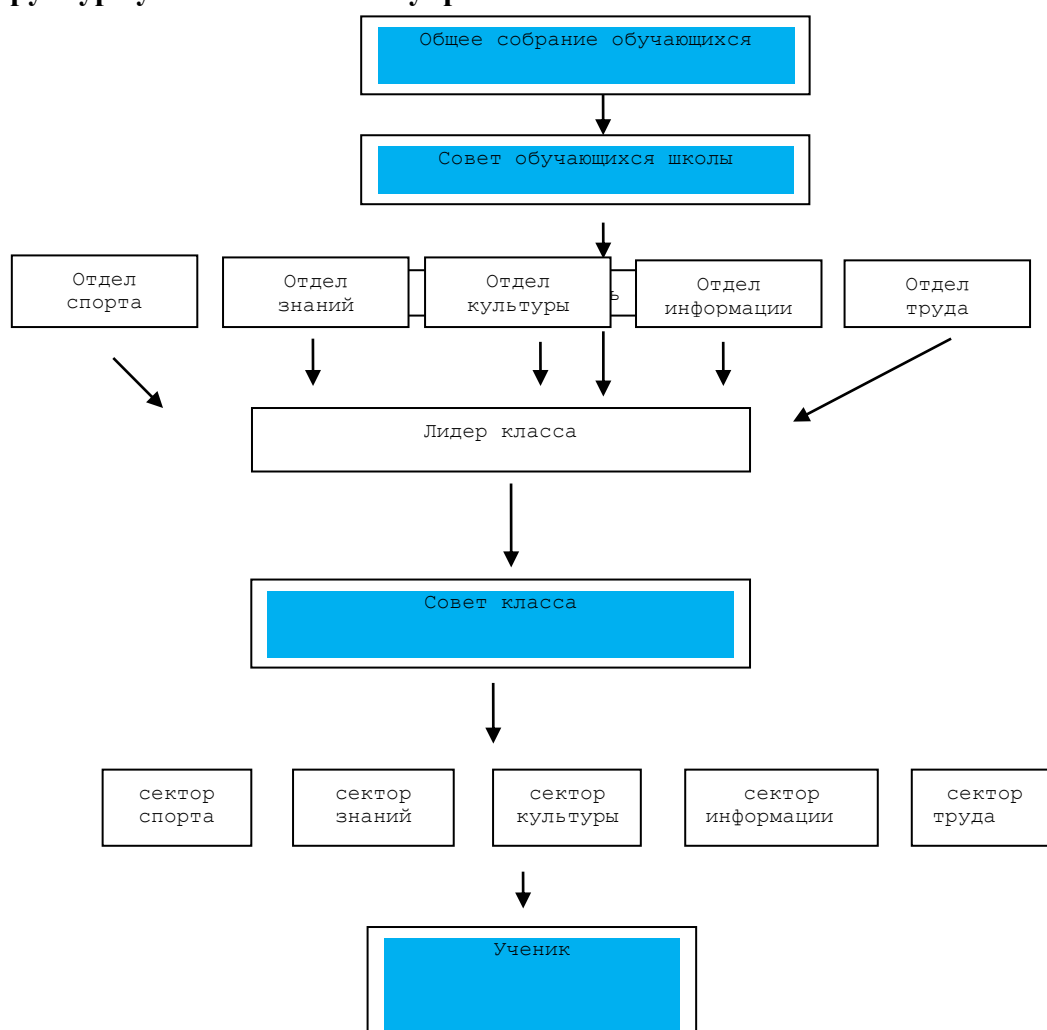 Общее собрание обучающихся
Совет обучающихся школы
Отдел
спорта
Отдел
знаний
Отдел
культуры
Отдел
информации
Отдел
труда
Лидер класса
Совет класса
сектор
спорта
сектор
знаний
сектор
культуры
сектор
информации
сектор
труда
Ученик